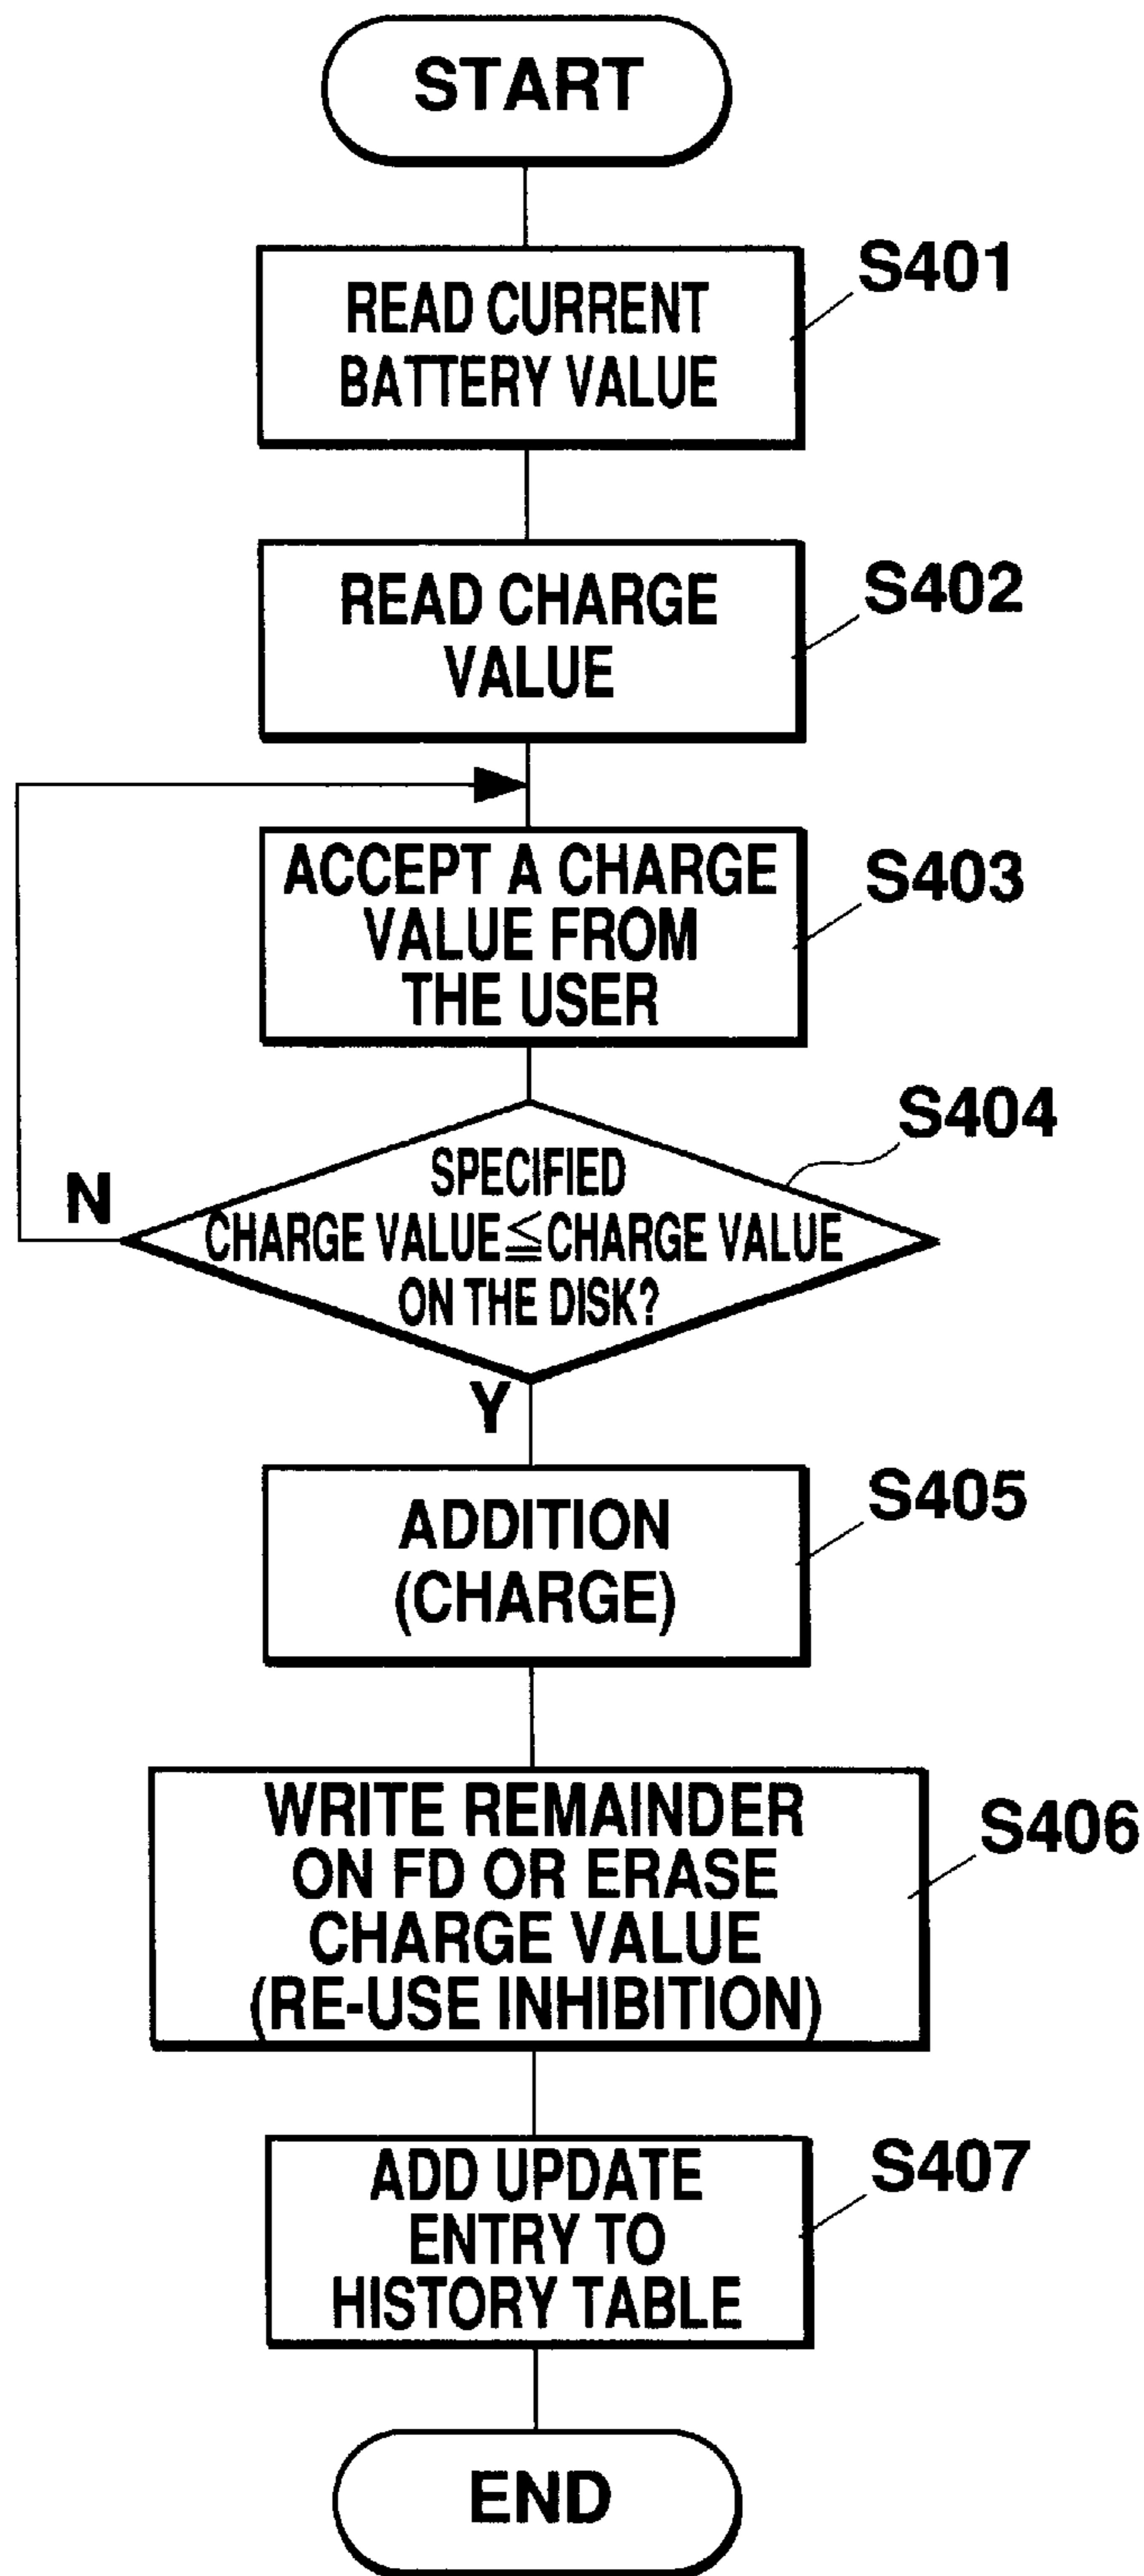 START
READ CURRENT
BATTERY VALUE
S401
READ CHARGE
VALUE
S402
ACCEPT A CHARGE
VALUE FROM
THE USER
S403
SPECIFIED
CHARGE VALUE≦CHARGE VALUE
ON THE DISK?
S404
N
Y
ADDITION
(CHARGE)
S405
WRITE REMAINDER
ON FD OR ERASE
CHARGE VALUE
(RE-USE INHIBITION)
S406
ADD UPDATE
ENTRY TO
HISTORY TABLE
S407
END